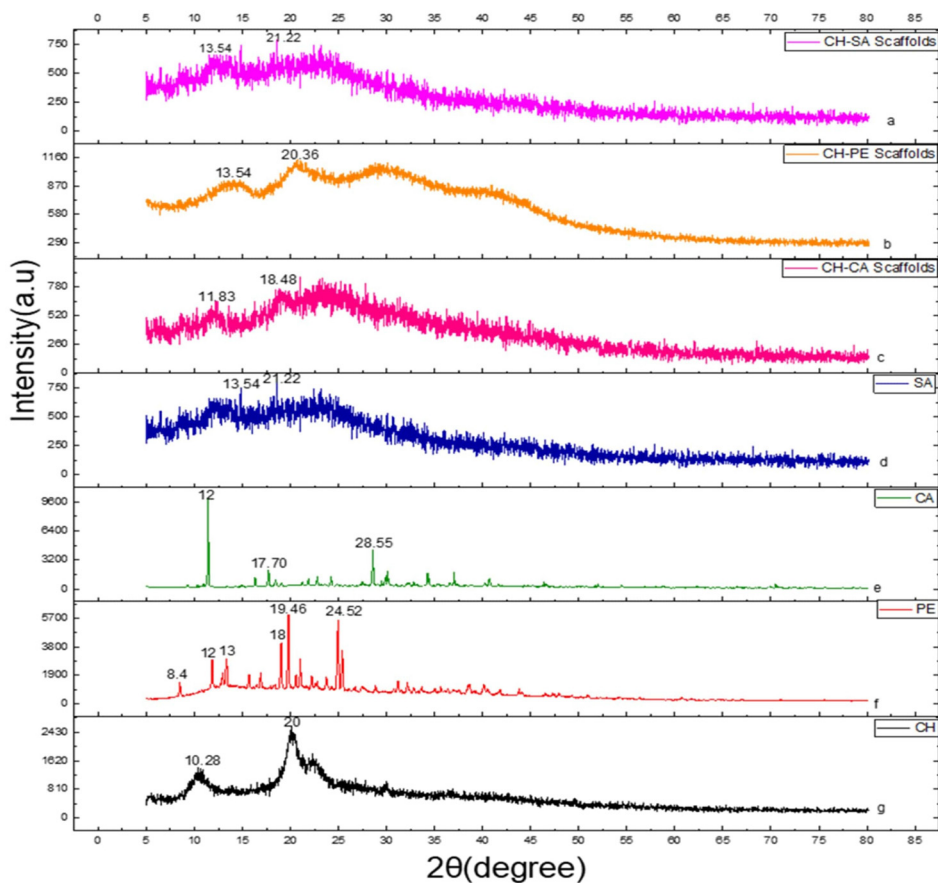 0 5 10 15 20 25 30 35 40 45 50 55 60 65 70 75 80 85
750 500 250 0
13.54 21.22
CH-SA Scaffolds
a
1160 870 580 290
13.54 20.36
CH-PE Scaffolds
b
780 520 260 0
11.83 18.48
CH-CA Scaffolds
c
750 500 250 0
13.54 21.22
SA
d
9600 6400 3200 0
12 17.70 28.55
CA
e
5700 3800 1900 0
8.4 12 13 18 19.46 24.52
PE
f
2430 1620 810 0
10.28 20
CH
g
0 5 10 15 20 25 30 35 40 45 50 55 60 65 70 75 80 85
Intensity(a.u
2θ(degree)